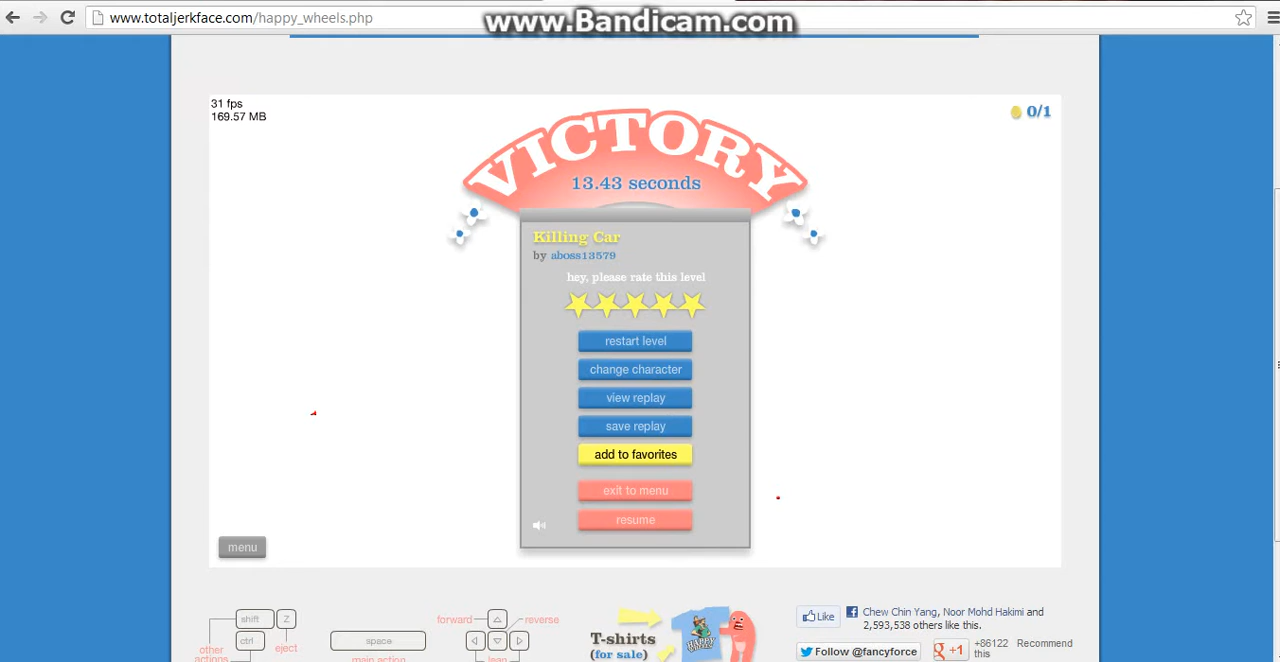 www.totaljerkface.com/happy_wheels.php
www.Bandicam.com
31 fps
169.57 MB
0/1
VICTORY
13.43 seconds
Killing Car
by aboss13579
hey, please rate this level
restart level
change character
view replay
save replay
add to favorites
exit to menu
resume
menu
shift
Z
ctrl
other
actions
eject
space
main action
forward
reverse
lean
T-shirts
(for sale)
HAPPY
WHEELS
Like
Chew Chin Yang, Noor Mohd Hakimi and
2,593,538 others like this.
Follow @fancyforce
g +1
+86122 Recommend
this